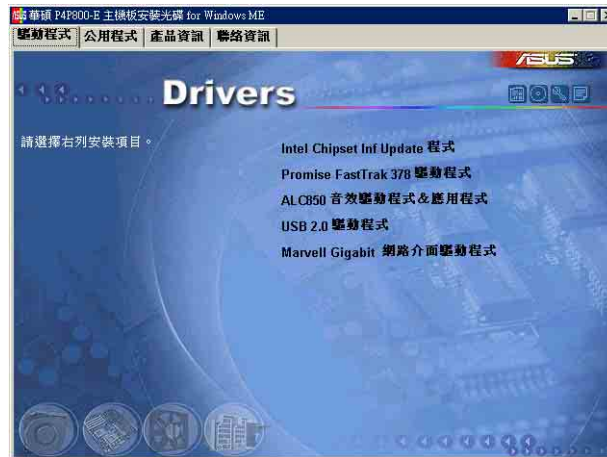 華碩 P4P800-E 主機板安裝光碟 for Windows ME
驅動程式 公用程式 產品資訊 聯絡資訊
ASUS
Drivers
請選擇右列安裝項目。
Intel Chipset Inf Update 程式
Promise FastTrak 378 驅動程式
ALC850 音效驅動程式&應用程式
USB 2.0 驅動程式
Marvell Gigabit 網路介面驅動程式